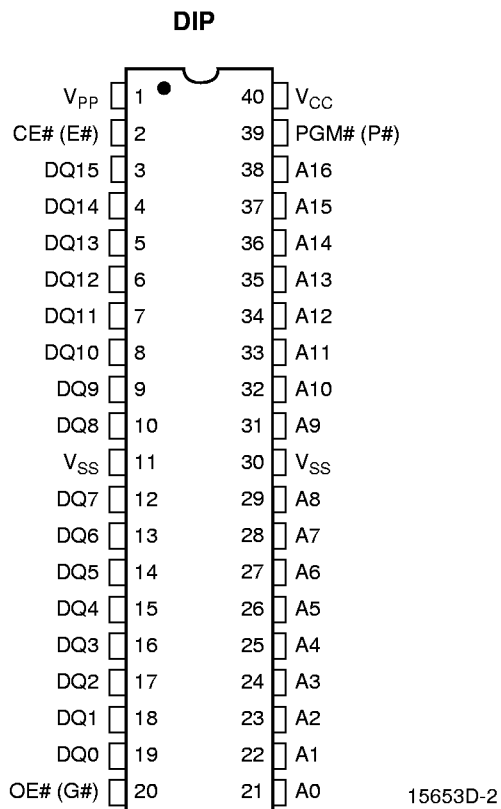 DIP
VPP 1 40 VCC
CE# (E#) 2 39 PGM# (P#)
DQ15 3 38 A16
DQ14 4 37 A15
DQ13 5 36 A14
DQ12 6 35 A13
DQ11 7 34 A12
DQ10 8 33 A11
DQ9 9 32 A10
DQ8 10 31 A9
VSS 11 30 VSS
DQ7 12 29 A8
DQ6 13 28 A7
DQ5 14 27 A6
DQ4 15 26 A5
DQ3 16 25 A4
DQ2 17 24 A3
DQ1 18 23 A2
DQ0 19 22 A1
OE# (G#) 20 21 A0
15653D-2